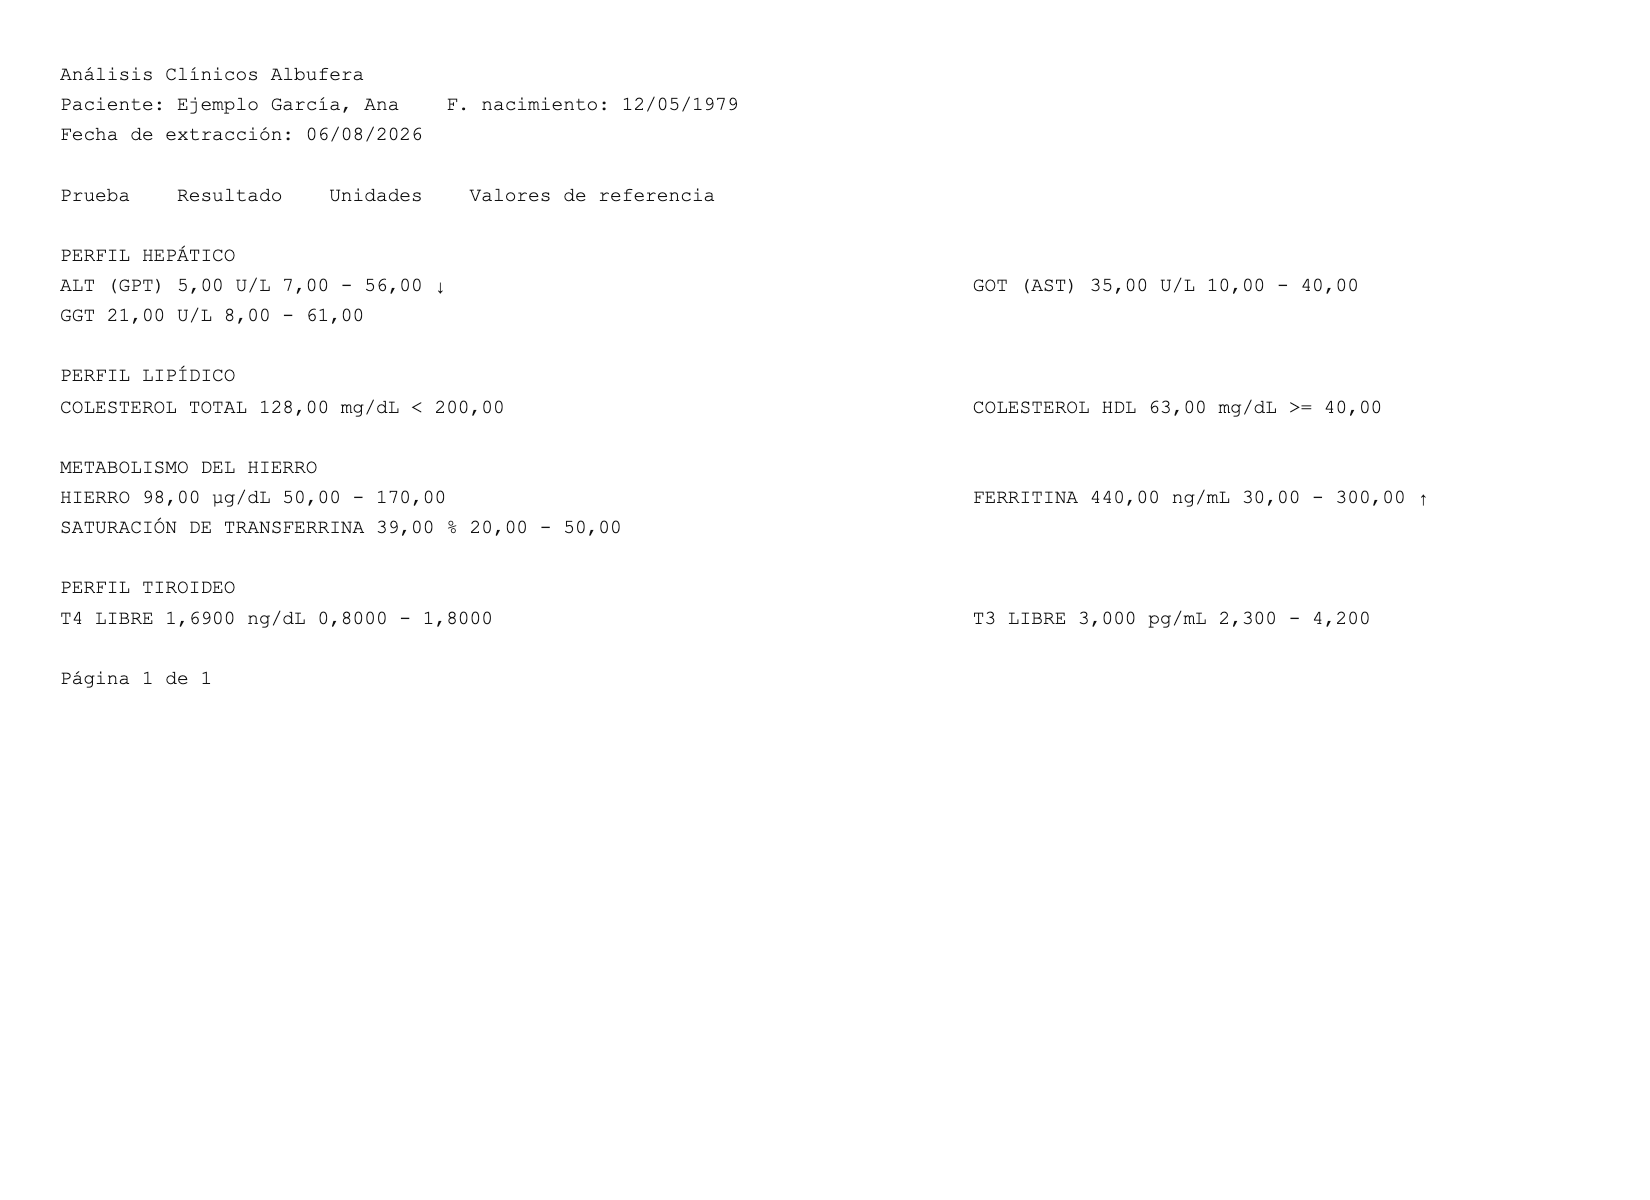 Análisis Clínicos Albufera
Paciente: Ejemplo García, Ana    F. nacimiento: 12/05/1979
Fecha de extracción: 06/08/2026
Prueba    Resultado    Unidades    Valores de referencia
PERFIL HEPÁTICO
ALT (GPT) 5,00 U/L 7,00 - 56,00 ↓    GOT (AST) 35,00 U/L 10,00 - 40,00
GGT 21,00 U/L 8,00 - 61,00
PERFIL LIPÍDICO
COLESTEROL TOTAL 128,00 mg/dL < 200,00    COLESTEROL HDL 63,00 mg/dL >= 40,00
METABOLISMO DEL HIERRO
HIERRO 98,00 µg/dL 50,00 - 170,00    FERRITINA 440,00 ng/mL 30,00 - 300,00 ↑
SATURACIÓN DE TRANSFERRINA 39,00 % 20,00 - 50,00
PERFIL TIROIDEO
T4 LIBRE 1,6900 ng/dL 0,8000 - 1,8000    T3 LIBRE 3,000 pg/mL 2,300 - 4,200
Página 1 de 1